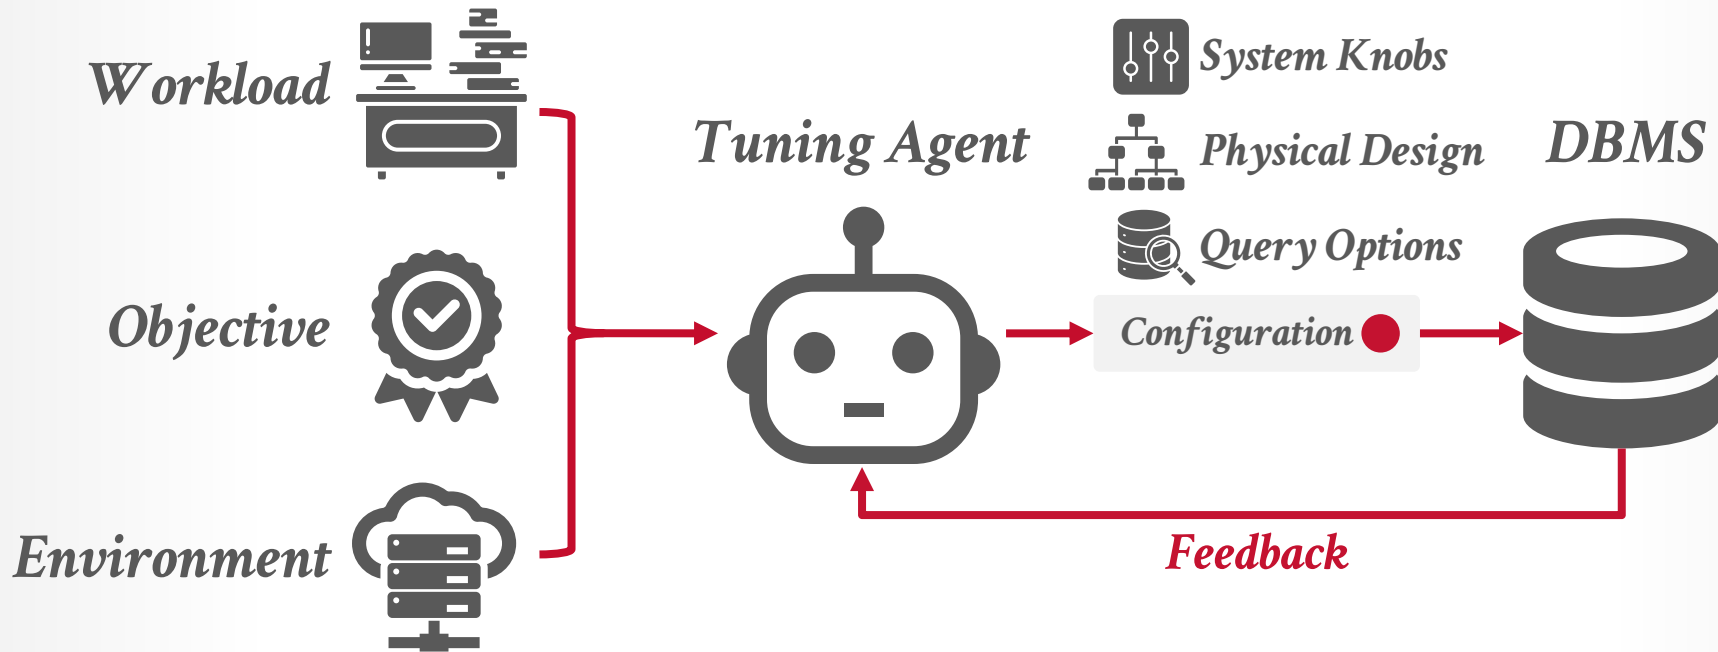 Workload
Objective
Environment
Tuning Agent
System Knobs
Physical Design
Query Options
Configuration
DBMS
Feedback